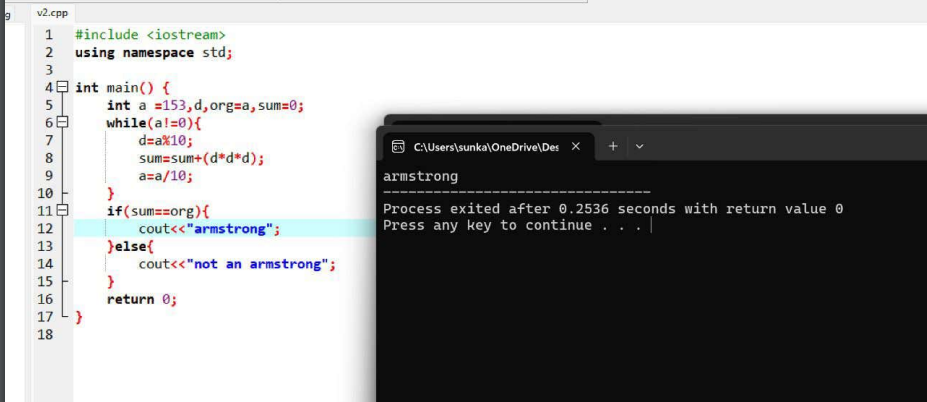 g
v2.cpp
1 #include <iostream>
2 using namespace std;
3
4 int main() {
5 int a =153,d,org=a,sum=0;
6 while(a!=0){
7 d=a%10;
8 sum=sum+(d*d*d);
9 a=a/10;
10 }
11 if(sum==org){
12 cout<<"armstrong";
13 }else{
14 cout<<"not an armstrong";
15 }
16 return 0;
17 }
18
C:\Users\sunka\OneDrive\Des
armstrong
--------------------------------
Process exited after 0.2536 seconds with return value 0
Press any key to continue . . .